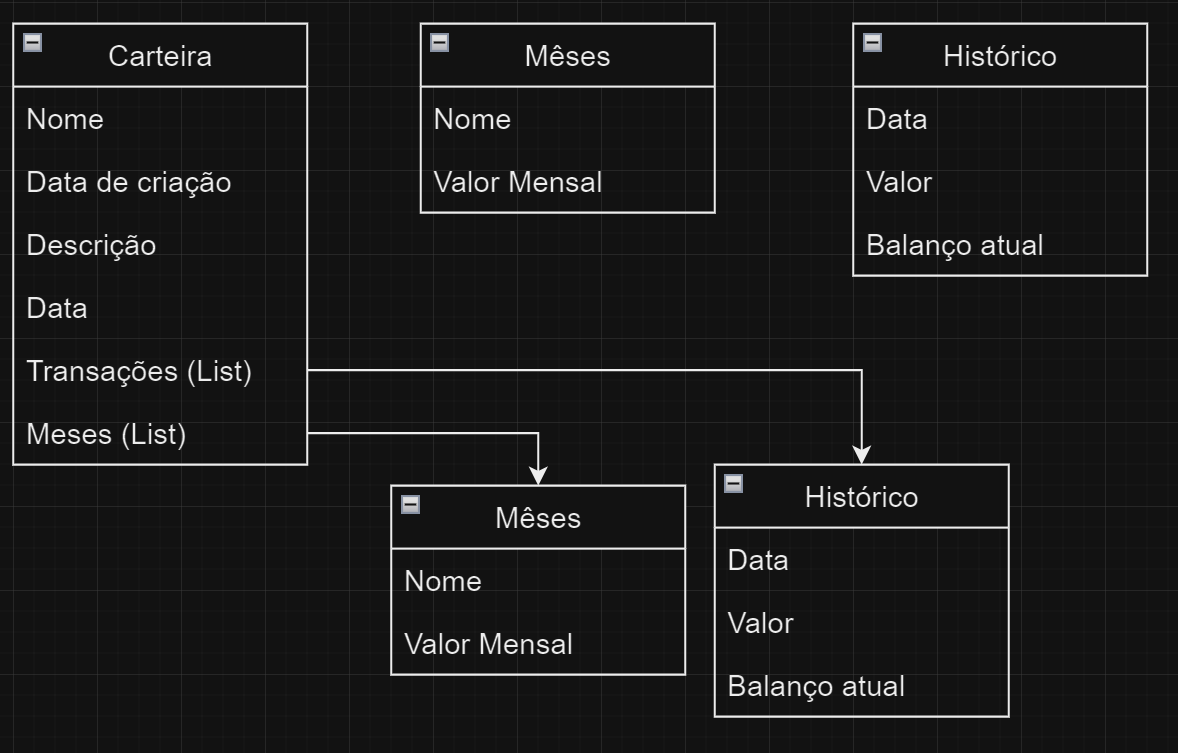 Carteira
Nome
Data de criação
Descrição
Data
Transações (List)
Meses (List)
Mêses
Nome
Valor Mensal
Histórico
Data
Valor
Balanço atual
Mêses
Nome
Valor Mensal
Histórico
Data
Valor
Balanço atual